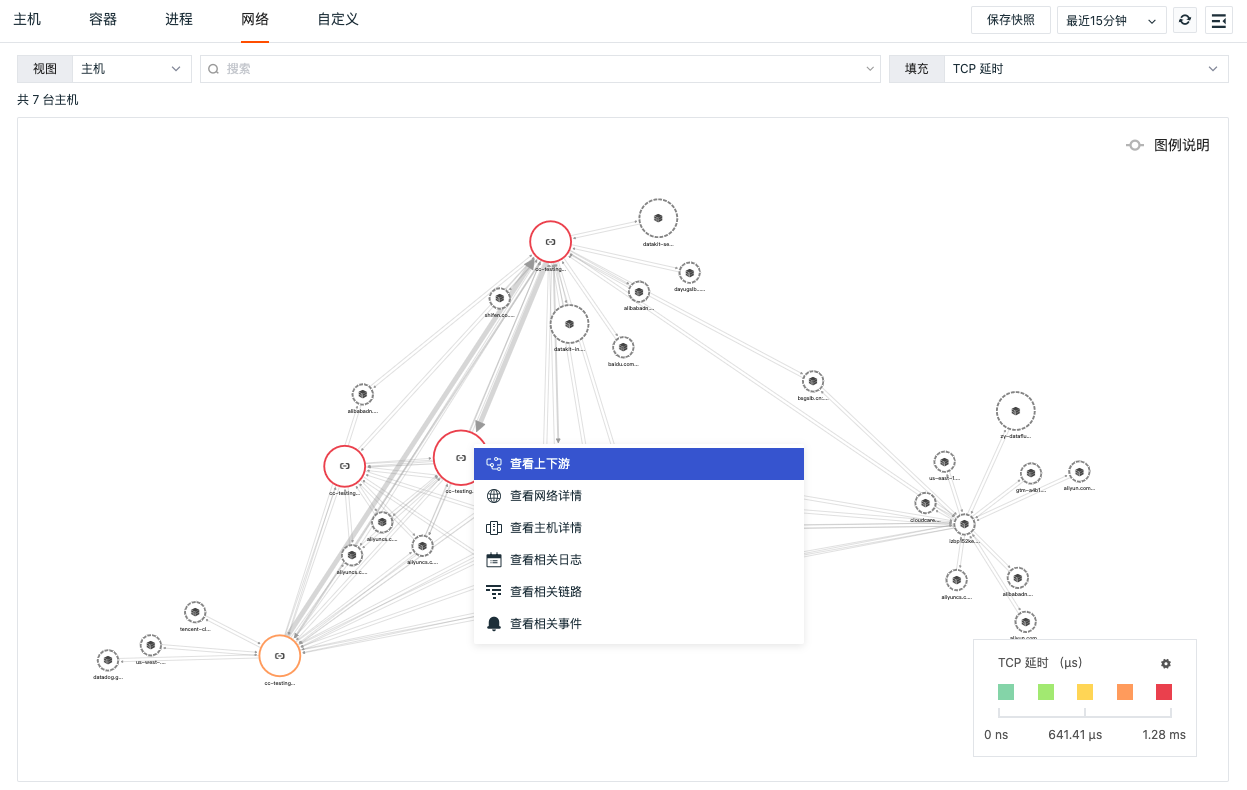 主机 容器 进程 网络 自定义 保存快照 最近15分钟
视图 主机 搜索 填充 TCP 延时
共 7 台主机
图例说明
datakit-se...
cc-testing...
dayugslb......
alibabadn....
shifen.co....
datakit-in....
baidu.com...
bsgslb.cn:...
alibabadn....
zy-dataflu...
us-east-1....
gtm-a4b1....
aliyun.com...
cc-testing...
cc-testing.
cloudcare...
aliyuncs.c...
aliyuncs.c...
aliyuncs.c...
aliyuncs.c...
alibabadn....
tencent-cl...
aliyun.com
us-west-....
datadog.g...
cc-testing...
查看上下游
查看网络详情
查看主机详情
查看相关日志
查看相关链路
查看相关事件
TCP 延时 (μs)
0 ns 641.41 μs 1.28 ms